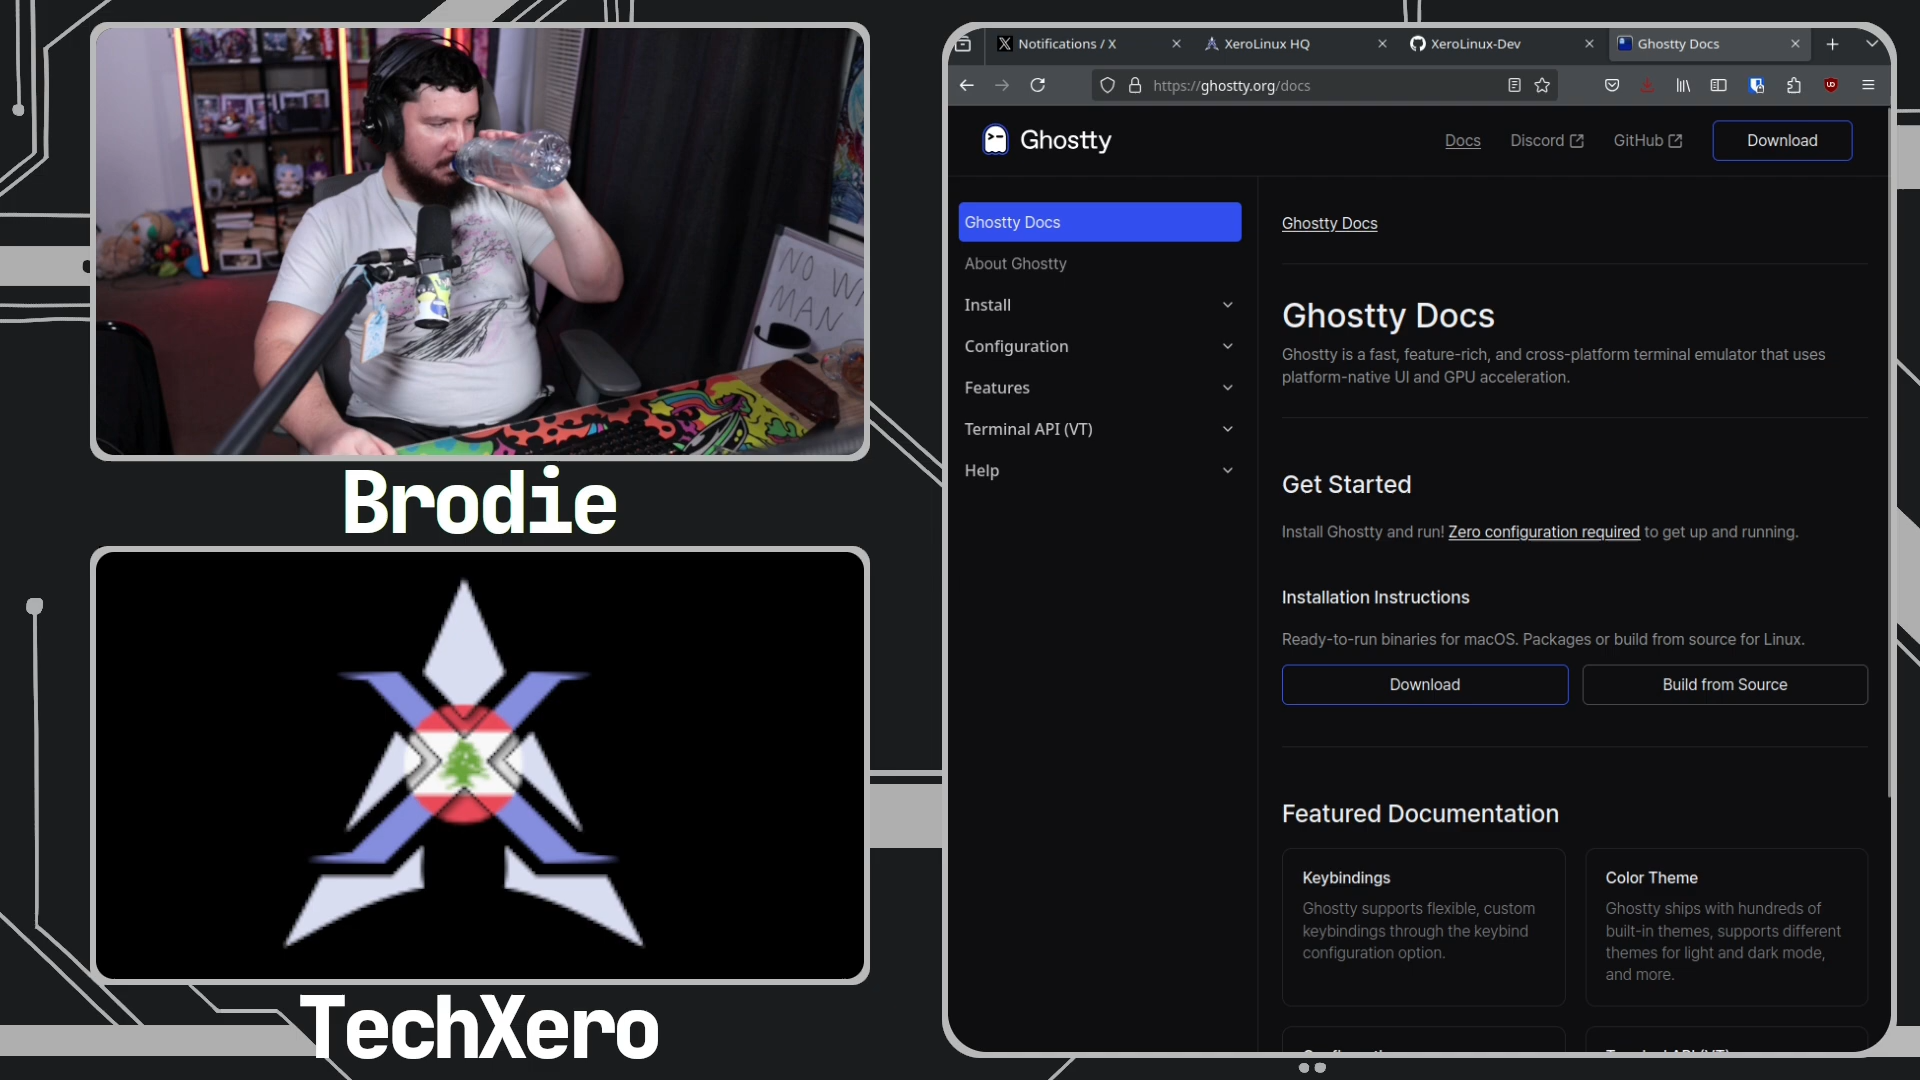 NO W
MAN
Brodie
TechXero
Notifications / X
XeroLinux HQ
XeroLinux-Dev
Ghostty Docs
https://ghostty.org/docs
Ghostty
Docs
Discord
GitHub
Download
Ghostty Docs
About Ghostty
Install
Configuration
Features
Terminal API (VT)
Help
Ghostty Docs
Ghostty Docs
Ghostty is a fast, feature-rich, and cross-platform terminal emulator that uses
platform-native UI and GPU acceleration.
Get Started
Install Ghostty and run! Zero configuration required to get up and running.
Installation Instructions
Ready-to-run binaries for macOS. Packages or build from source for Linux.
Download
Build from Source
Featured Documentation
Keybindings
Ghostty supports flexible, custom
keybindings through the keybind
configuration option.
Color Theme
Ghostty ships with hundreds of
built-in themes, supports different
themes for light and dark mode,
and more.